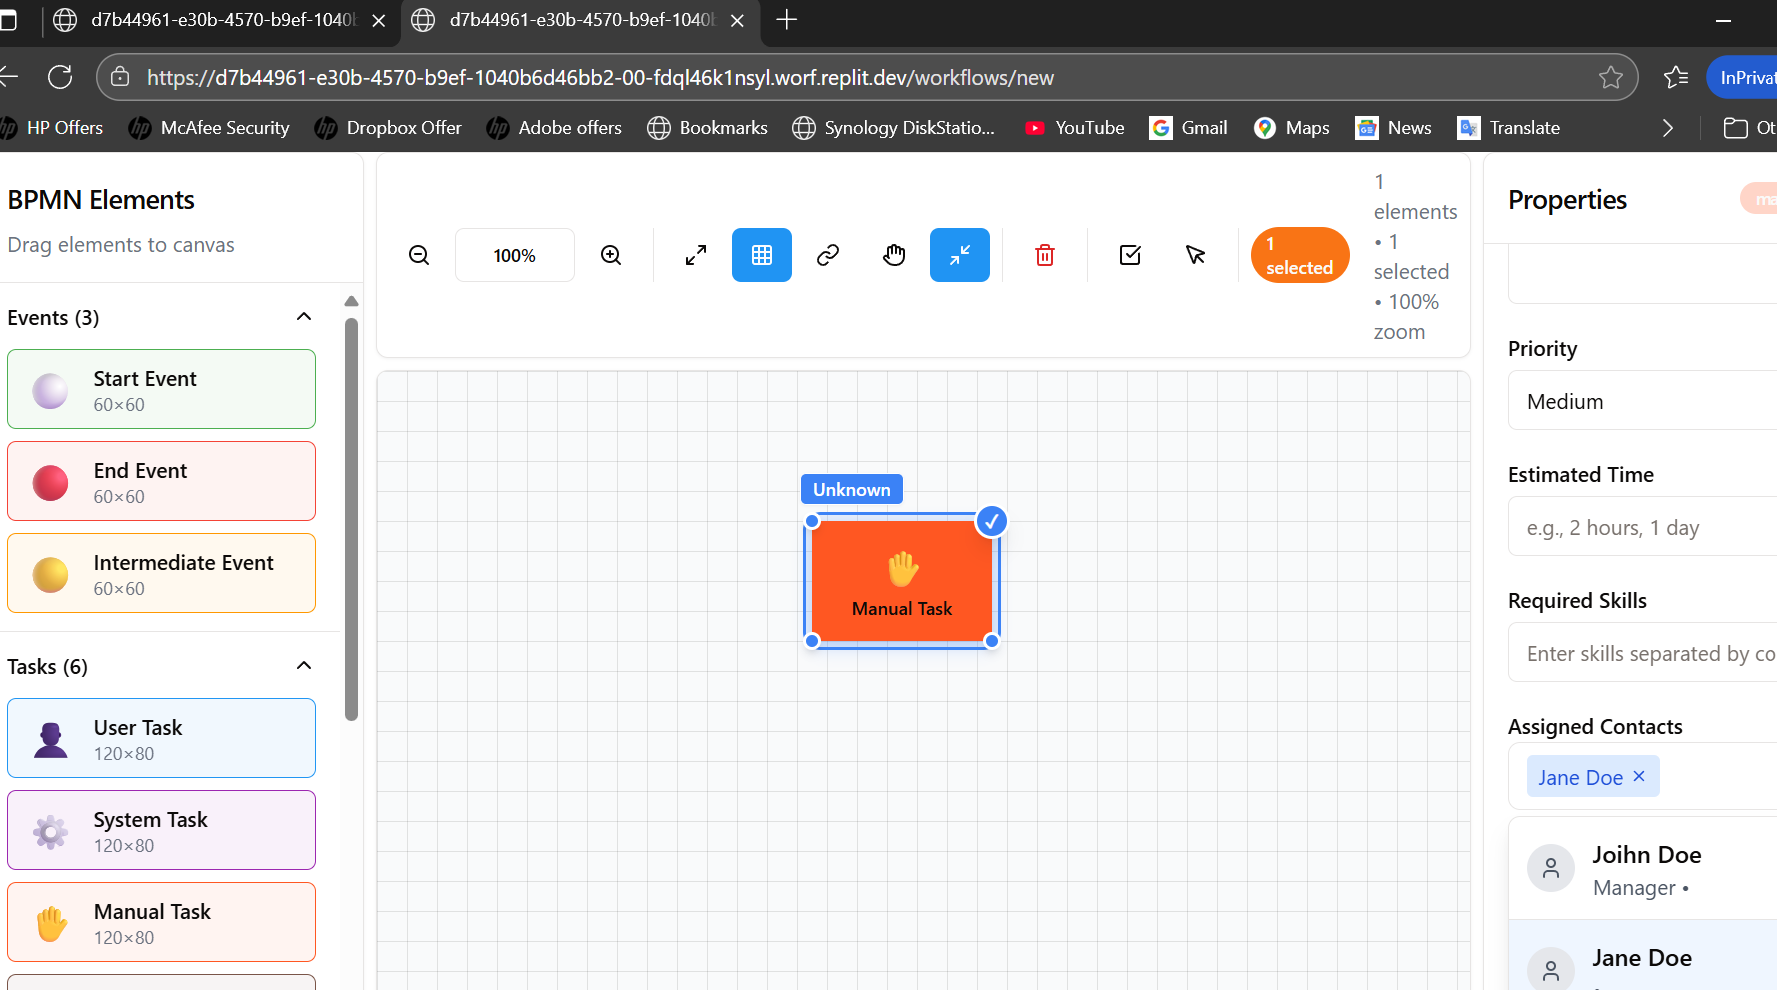 d7b44961-e30b-4570-b9ef-1040b
d7b44961-e30b-4570-b9ef-1040b
https://d7b44961-e30b-4570-b9ef-1040b6d46bb2-00-fdql46k1nsyl.worf.replit.dev/workflows/new
InPrivat
HP Offers
McAfee Security
Dropbox Offer
Adobe offers
Bookmarks
Synology DiskStatio...
YouTube
Gmail
Maps
News
Translate
Ot
BPMN Elements
Drag elements to canvas
Events (3)
Start Event
60×60
End Event
60×60
Intermediate Event
60×60
Tasks (6)
User Task
120×80
System Task
120×80
Manual Task
120×80
100%
1
selected
1
elements
• 1
selected
• 100%
zoom
Unknown
Manual Task
Properties
ma
Priority
Medium
Estimated Time
e.g., 2 hours, 1 day
Required Skills
Enter skills separated by co
Assigned Contacts
Jane Doe ×
Joihn Doe
Manager •
Jane Doe